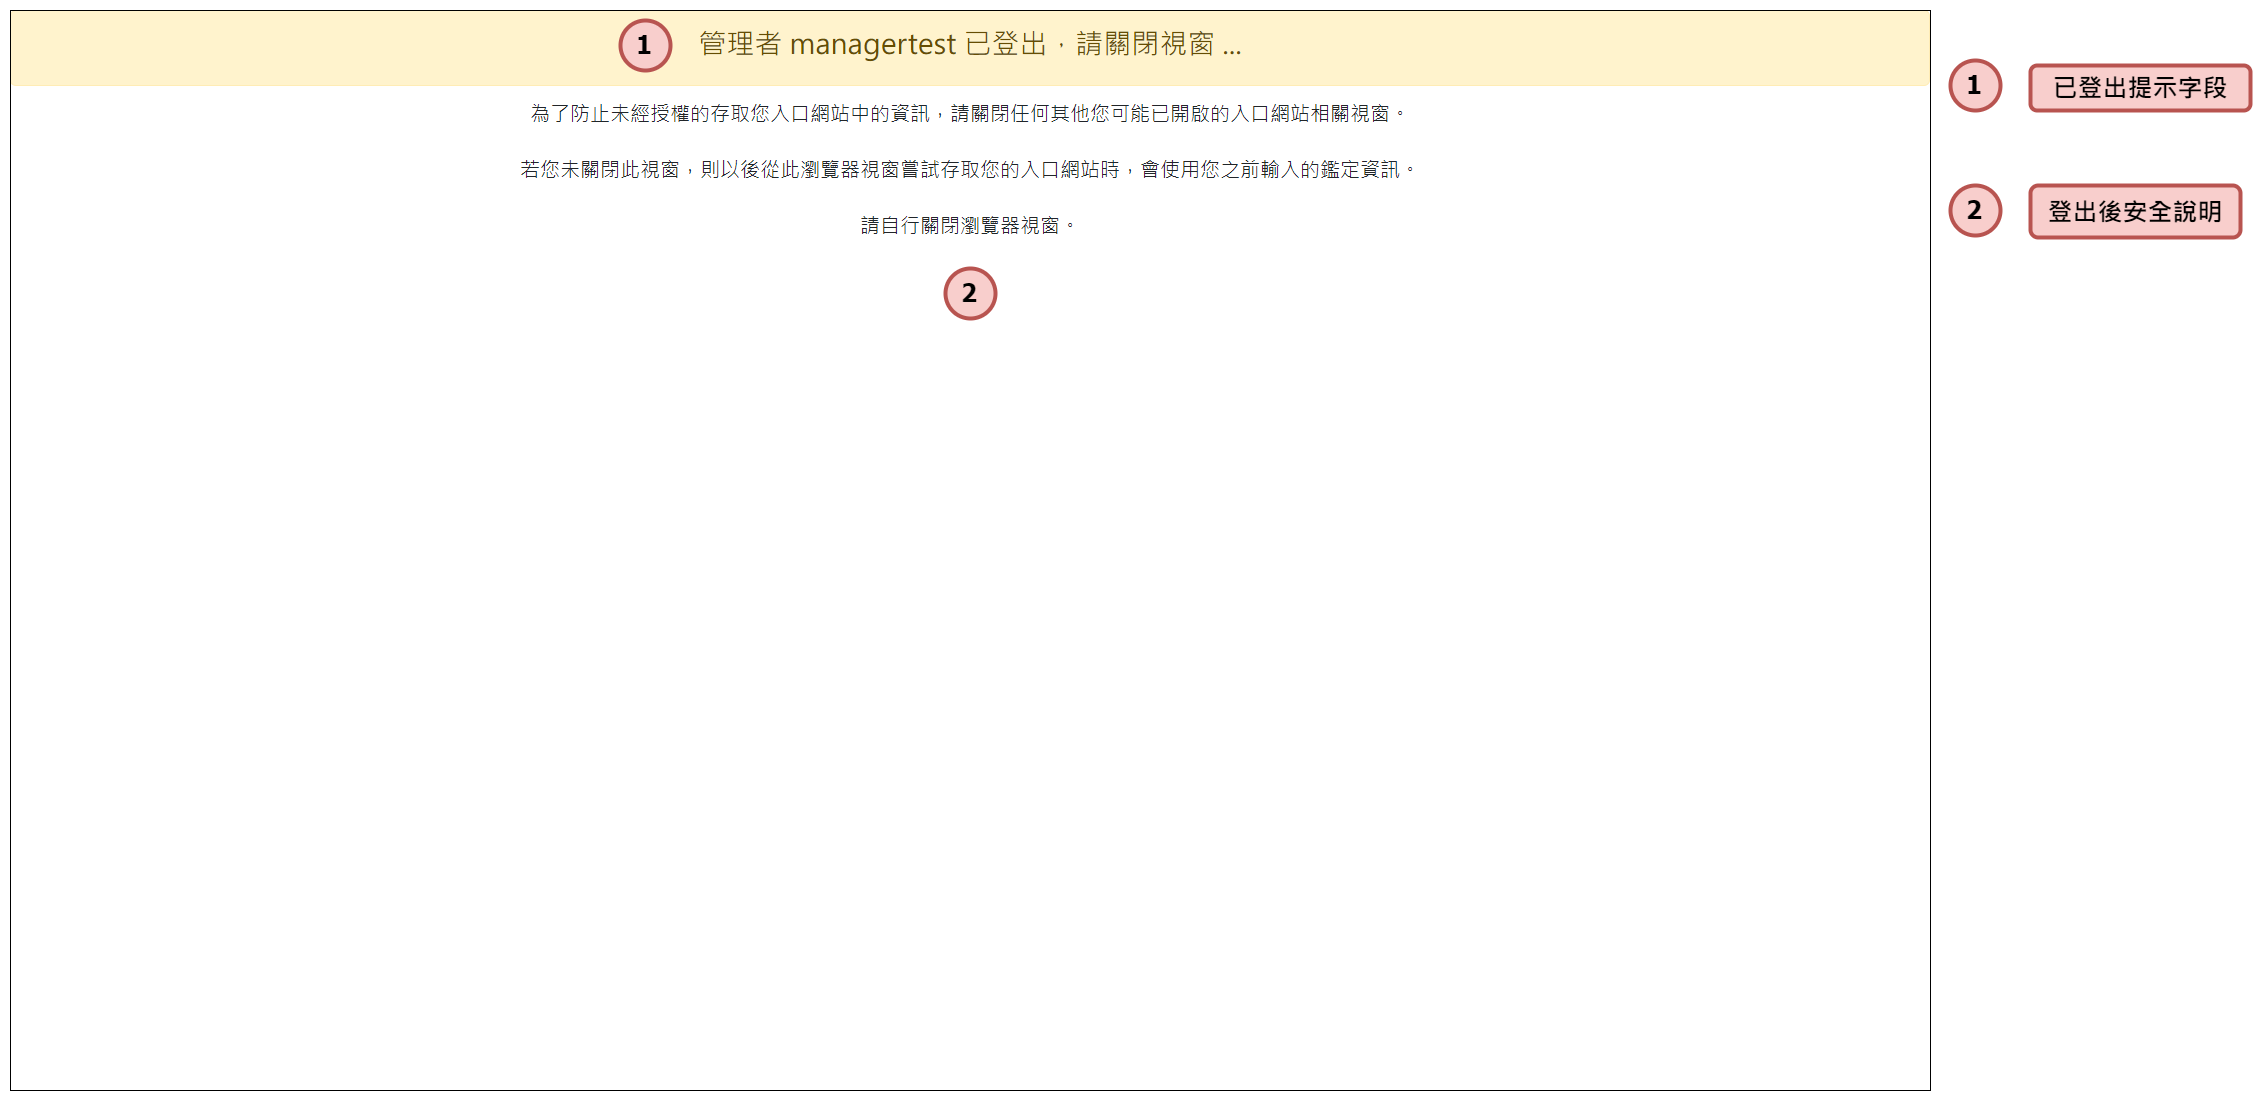 1 管理者 managertest 已登出，請關閉視窗 ...
為了防止未經授權的存取您入口網站中的資訊，請關閉任何其他您可能已開啟的入口網站相關視窗。
若您未關閉此視窗，則以後從此瀏覽器視窗嘗試存取您的入口網站時，會使用您之前輸入的鑑定資訊。
請自行關閉瀏覽器視窗。
2
1 已登出提示字段
2 登出後安全說明